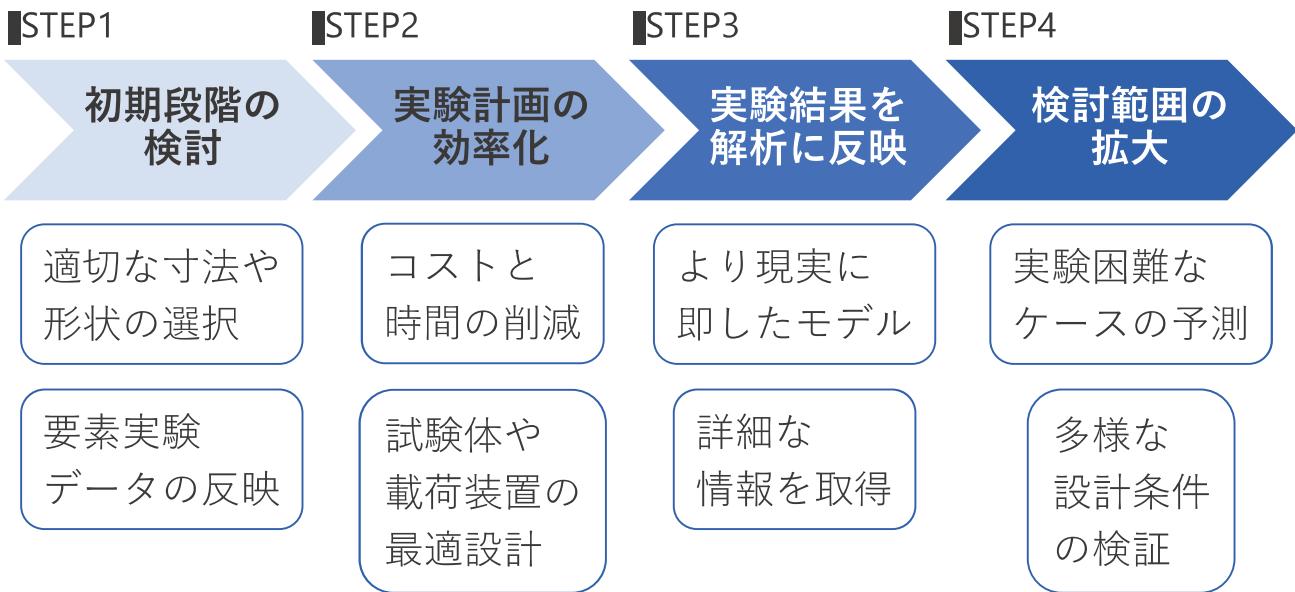 STEP1
初期段階の
検討
適切な寸法や
形状の選択
要素実験
データの反映
STEP2
実験計画の
効率化
コストと
時間の削減
試験体や
載荷装置の
最適設計
STEP3
実験結果を
解析に反映
より現実に
即したモデル
詳細な
情報を取得
STEP4
検討範囲の
拡大
実験困難な
ケースの予測
多様な
設計条件
の検証